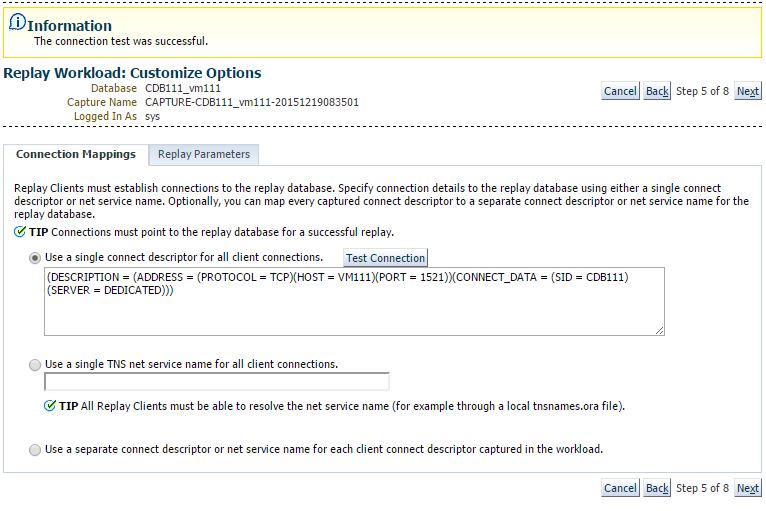 Information
The connection test was successful.
Replay Workload: Customize Options
Database CDB111_vm111
Capture Name CAPTURE-CDB111_vm111-20151219083501
Logged In As sys
Cancel Back Step 5 of 8 Next
Connection Mappings Replay Parameters
Replay Clients must establish connections to the replay database. Specify connection details to the replay database using either a single connect
descriptor or net service name. Optionally, you can map every captured connect descriptor to a separate connect descriptor or net service name for the
replay database.
TIP Connections must point to the replay database for a successful replay.
Use a single connect descriptor for all client connections. Test Connection
(DESCRIPTION = (ADDRESS = (PROTOCOL = TCP)(HOST = VM111)(PORT = 1521))(CONNECT_DATA = (SID = CDB111)
(SERVER = DEDICATED)))
Use a single TNS net service name for all client connections.
TIP All Replay Clients must be able to resolve the net service name (for example through a local tnsnames.ora file).
Use a separate connect descriptor or net service name for each client connect descriptor captured in the workload.
Cancel Back Step 5 of 8 Next